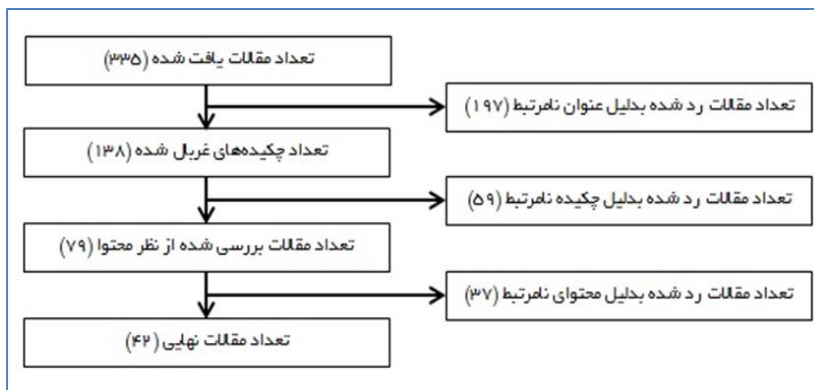 تعداد مقالات یافت شده (۳۳۵)
تعداد مقالات رد شده بدلیل عنوان نامرتبط (۱۹۷)
تعداد چکیده‌های غربال شده (۱۳۸)
تعداد مقالات رد شده بدلیل چکیده نامرتبط (۵۹)
تعداد مقالات بررسی شده از نظر محتوا (۷۹)
تعداد مقالات رد شده بدلیل محتوای نامرتبط (۳۷)
تعداد مقالات نهایی (۴۲)